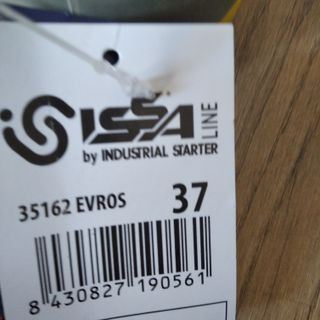 ISSA LINE
by INDUSTRIAL STARTER
35162 EVROS 37
8 430827 190561